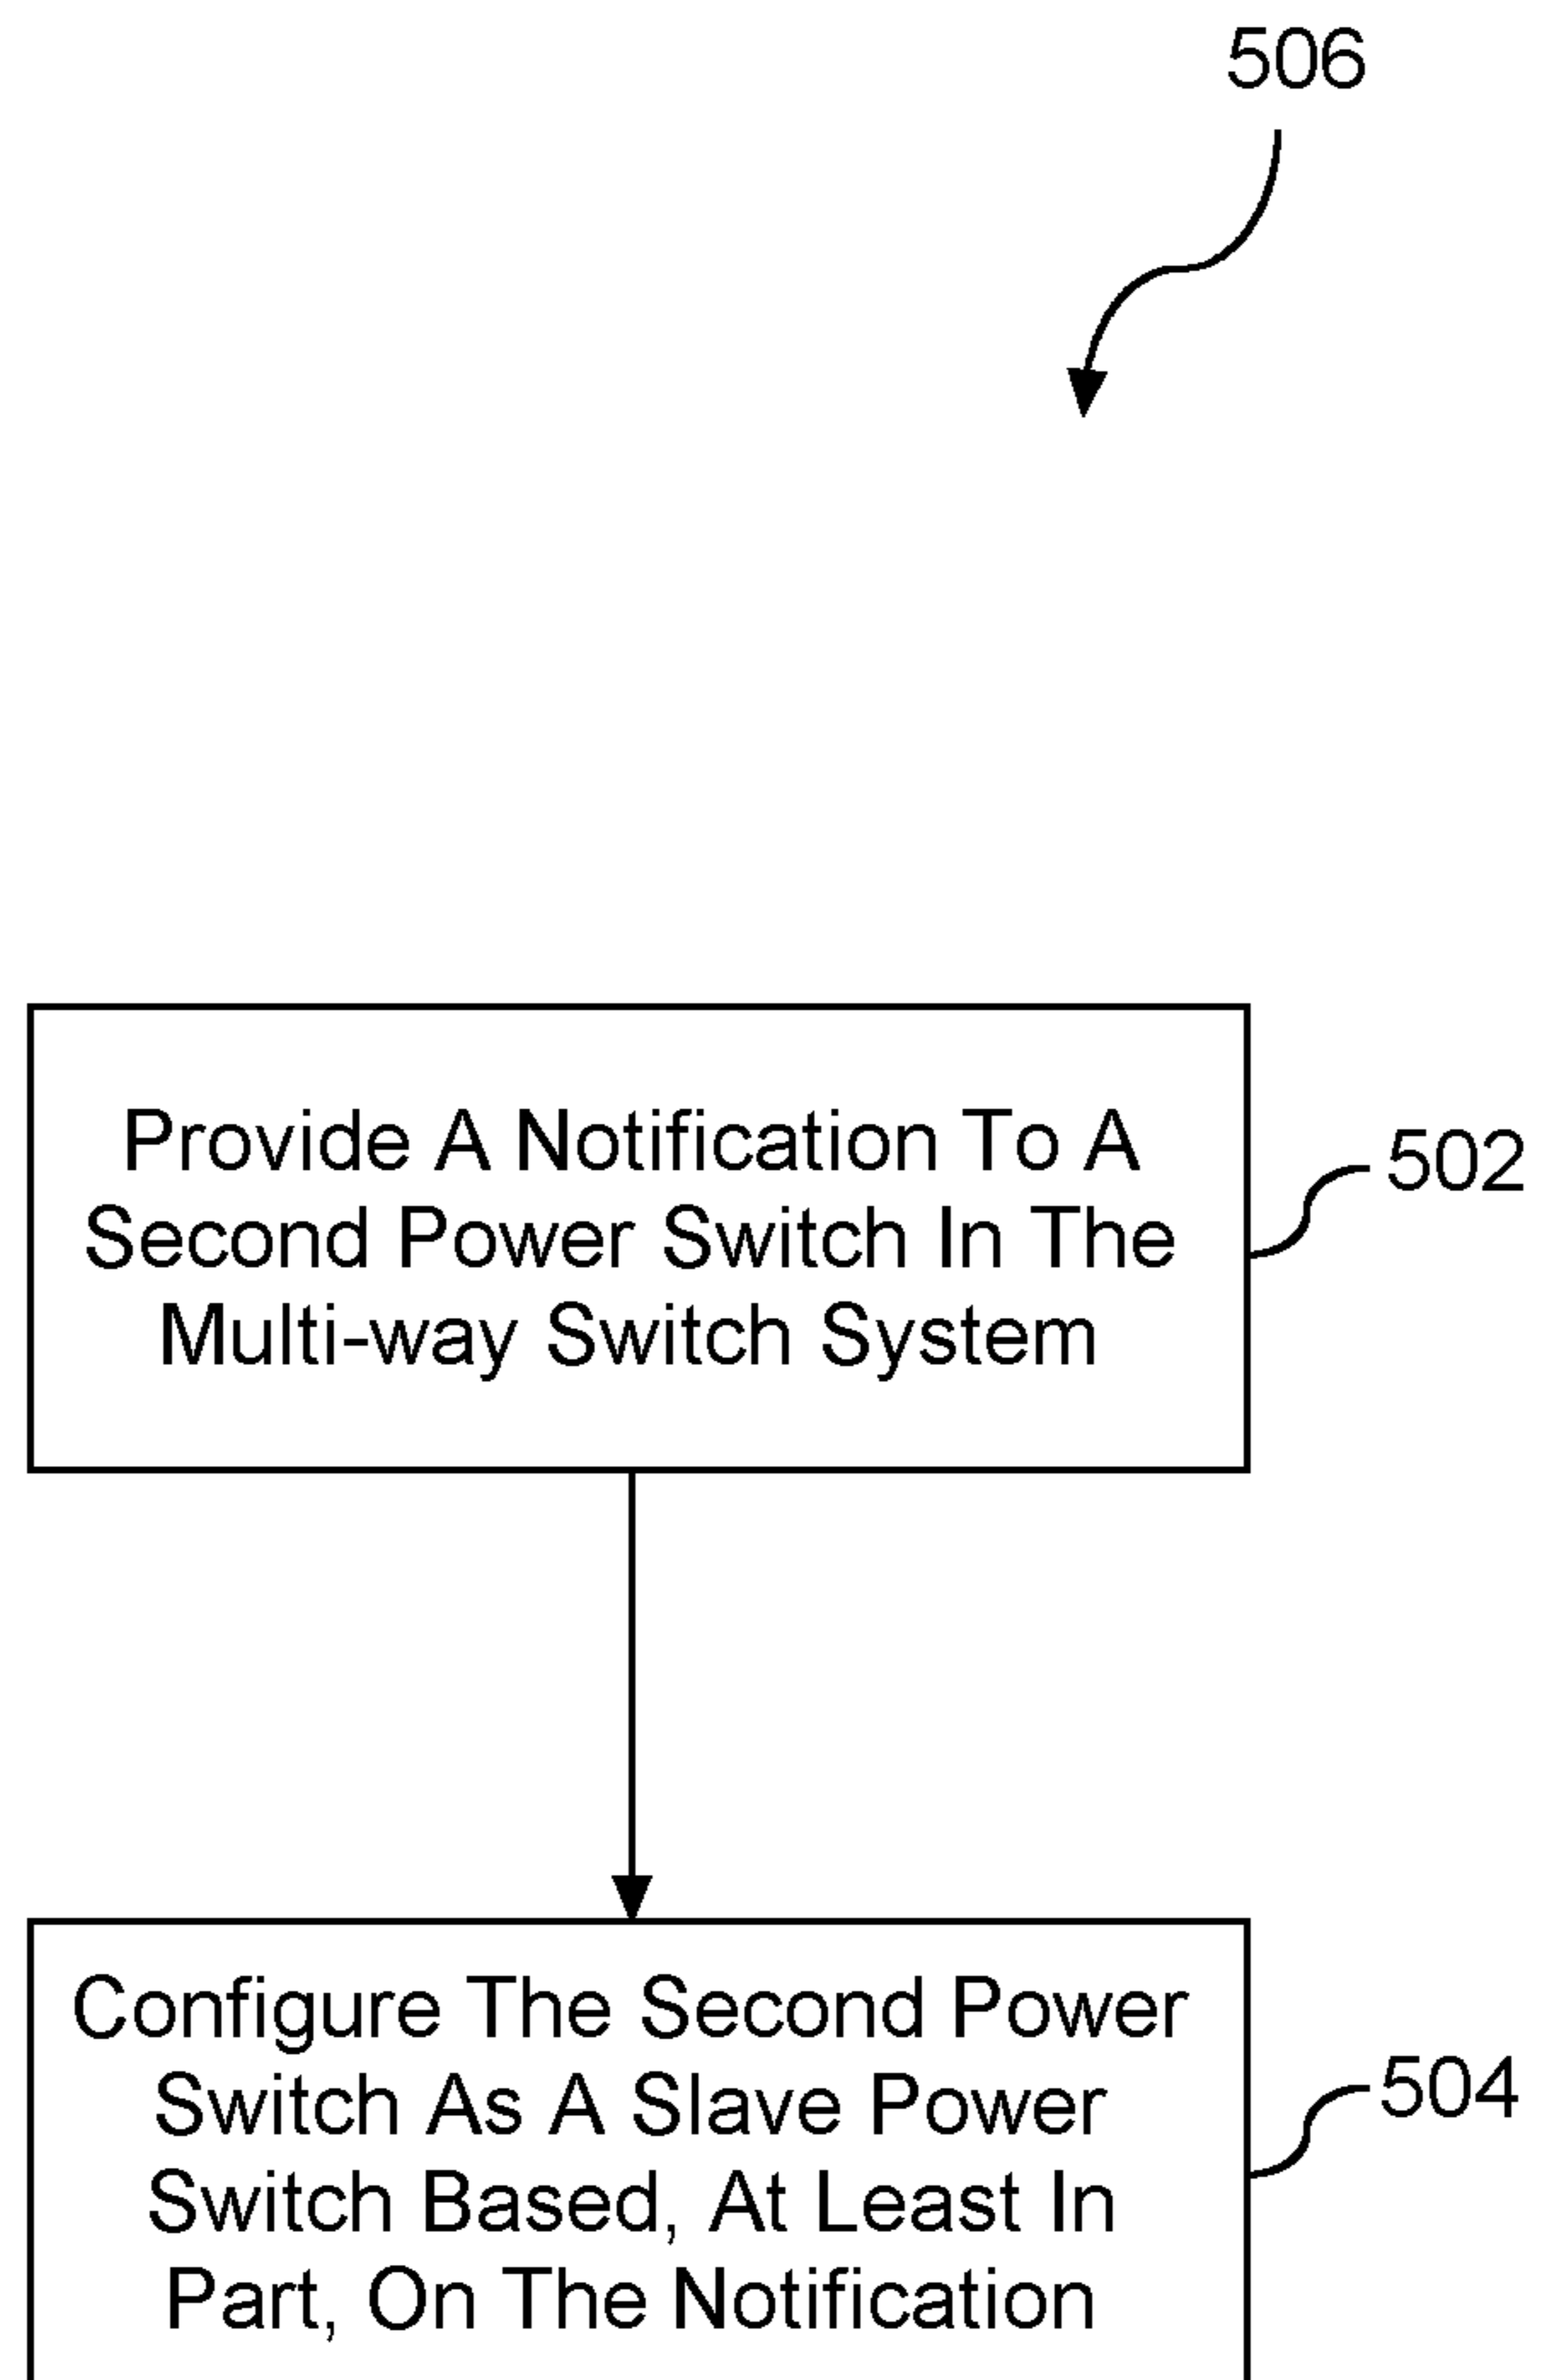 506
Provide A Notification To A
Second Power Switch In The
Multi-way Switch System
502
Configure The Second Power
Switch As A Slave Power
Switch Based, At Least In
Part, On The Notification
504